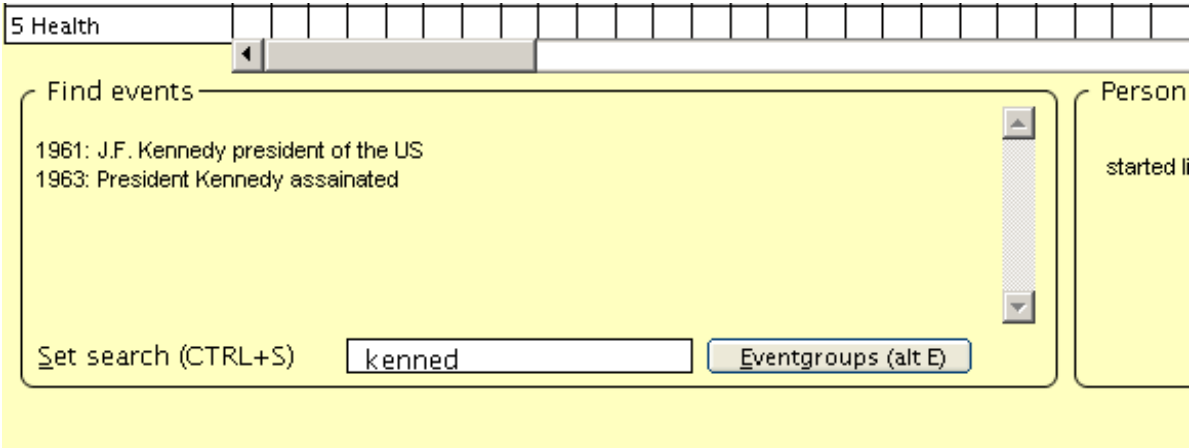 5 Health
Find events
1961: J.F. Kennedy president of the US
1963: President Kennedy assainated
Set search (CTRL+S)
kenned
Eventgroups (alt E)
Person
started